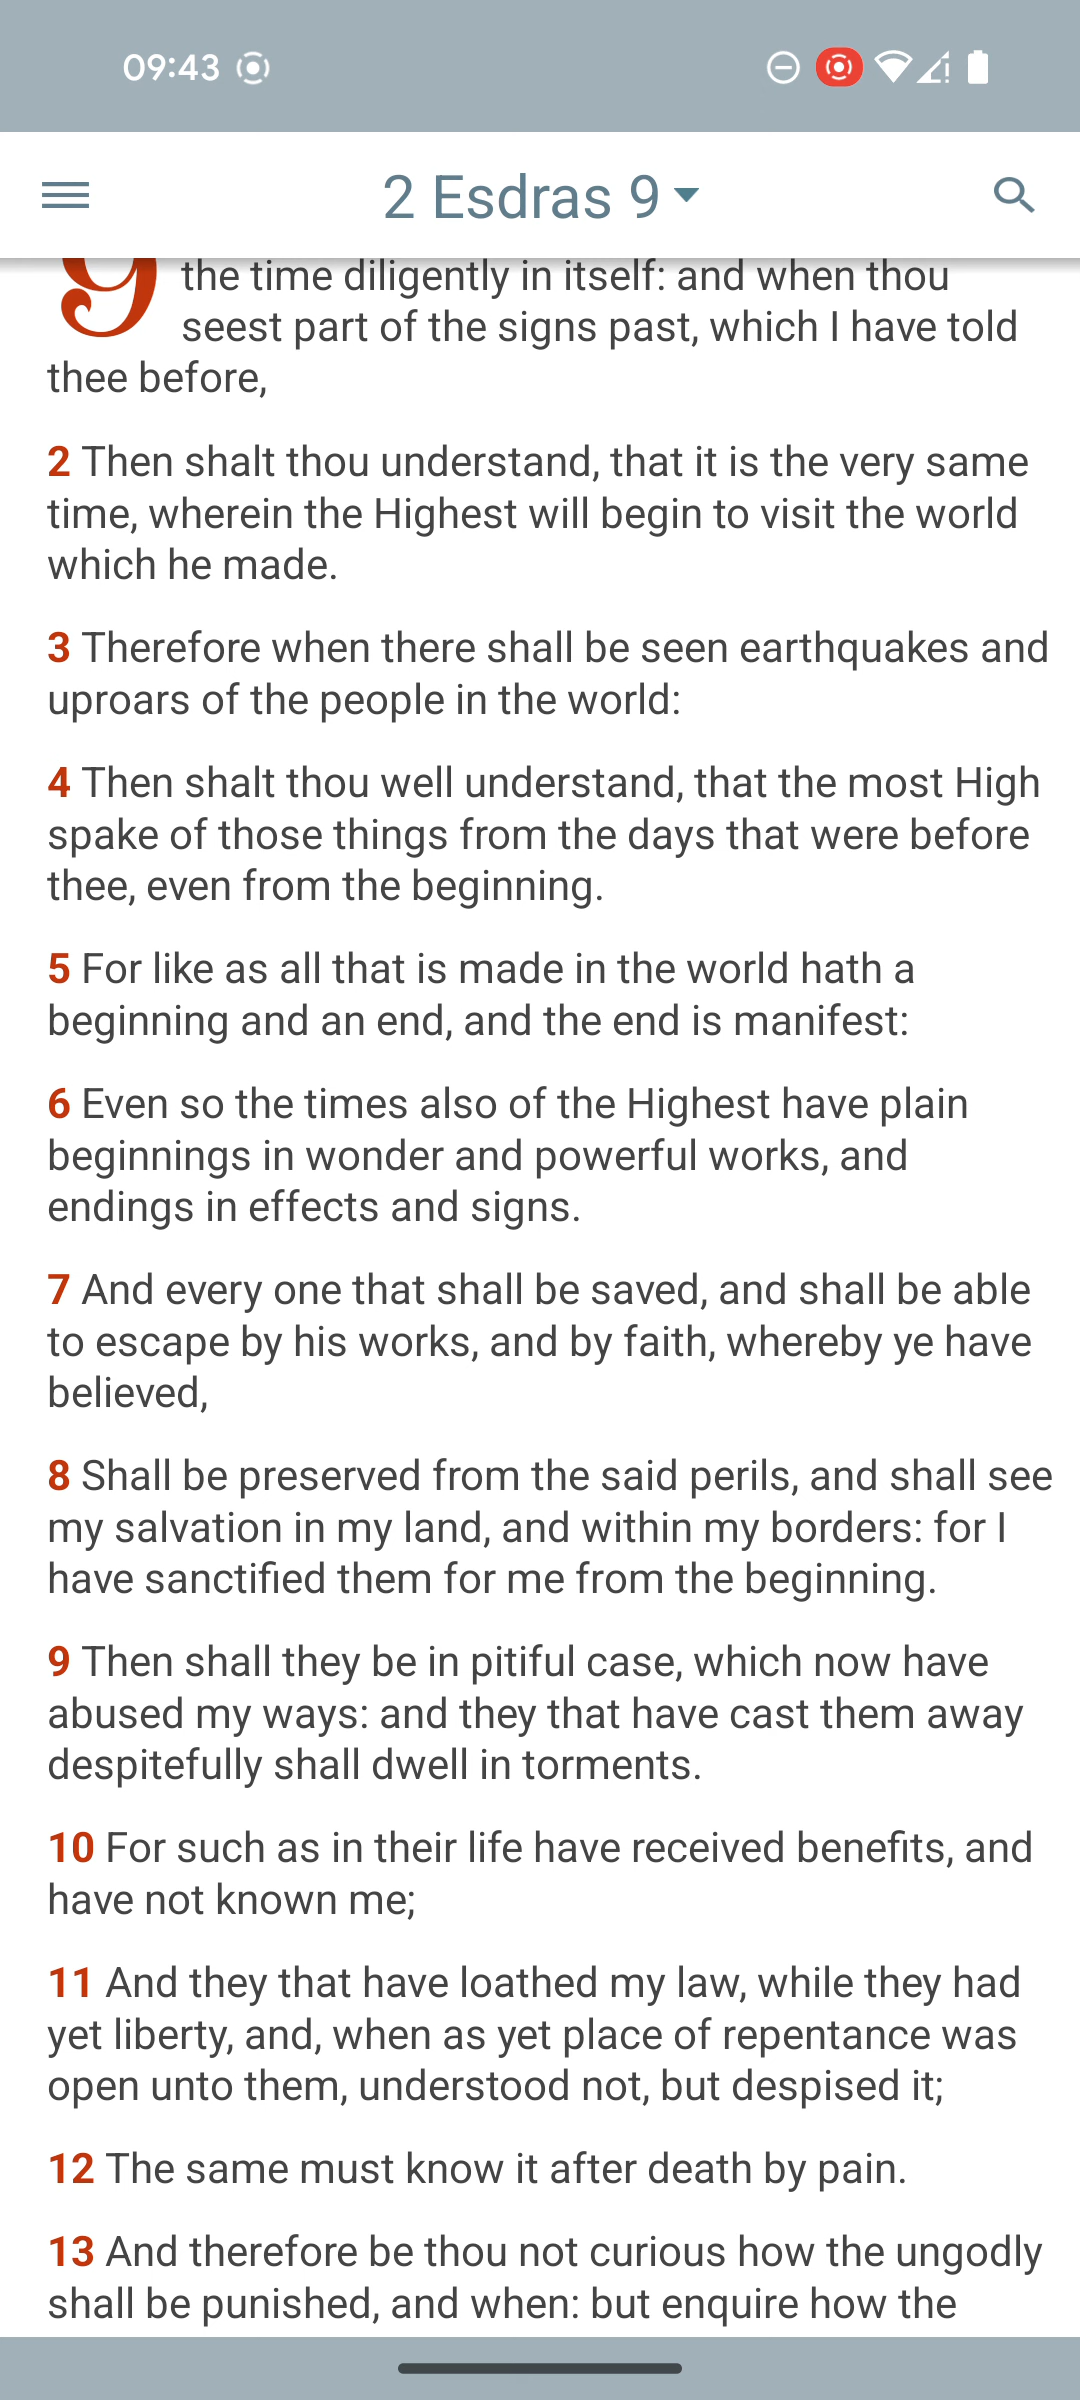 09:43
2 Esdras 9
9 the time diligently in itself: and when thou
seest part of the signs past, which I have told
thee before,
2 Then shalt thou understand, that it is the very same
time, wherein the Highest will begin to visit the world
which he made.
3 Therefore when there shall be seen earthquakes and
uproars of the people in the world:
4 Then shalt thou well understand, that the most High
spake of those things from the days that were before
thee, even from the beginning.
5 For like as all that is made in the world hath a
beginning and an end, and the end is manifest:
6 Even so the times also of the Highest have plain
beginnings in wonder and powerful works, and
endings in effects and signs.
7 And every one that shall be saved, and shall be able
to escape by his works, and by faith, whereby ye have
believed,
8 Shall be preserved from the said perils, and shall see
my salvation in my land, and within my borders: for I
have sanctified them for me from the beginning.
9 Then shall they be in pitiful case, which now have
abused my ways: and they that have cast them away
despitefully shall dwell in torments.
10 For such as in their life have received benefits, and
have not known me;
11 And they that have loathed my law, while they had
yet liberty, and, when as yet place of repentance was
open unto them, understood not, but despised it;
12 The same must know it after death by pain.
13 And therefore be thou not curious how the ungodly
shall be punished, and when: but enquire how the